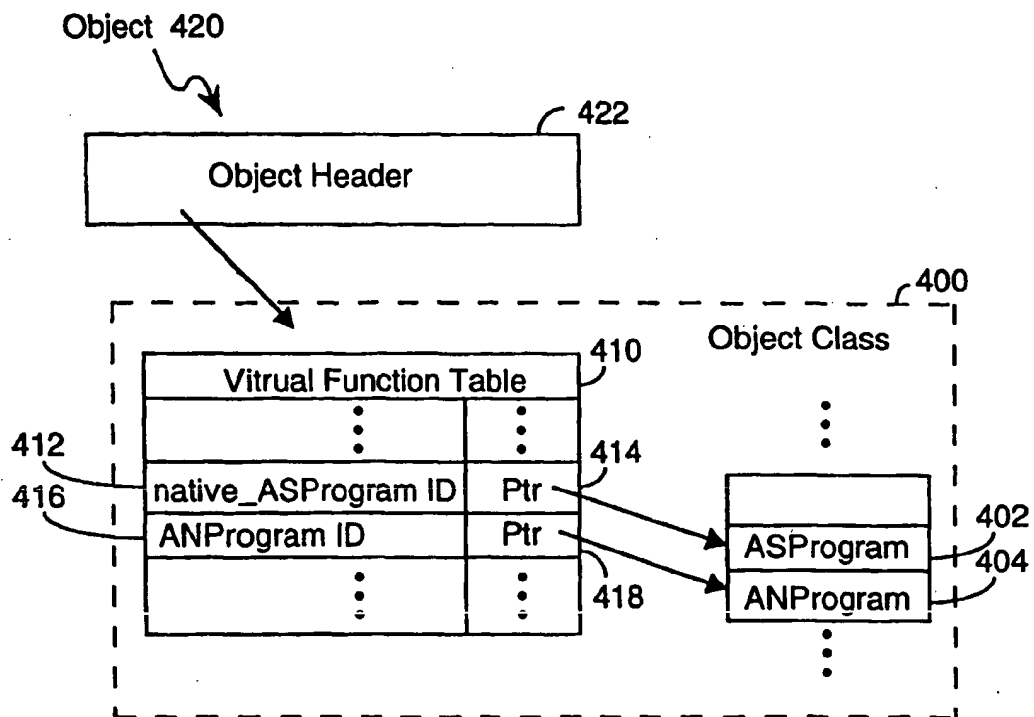 Object 420
422
Object Header
400
Object Class
410
Vitrual Function Table
412
414
native_ASProgram ID Ptr
416
ANProgram ID Ptr
402
ASProgram
404
ANProgram
418